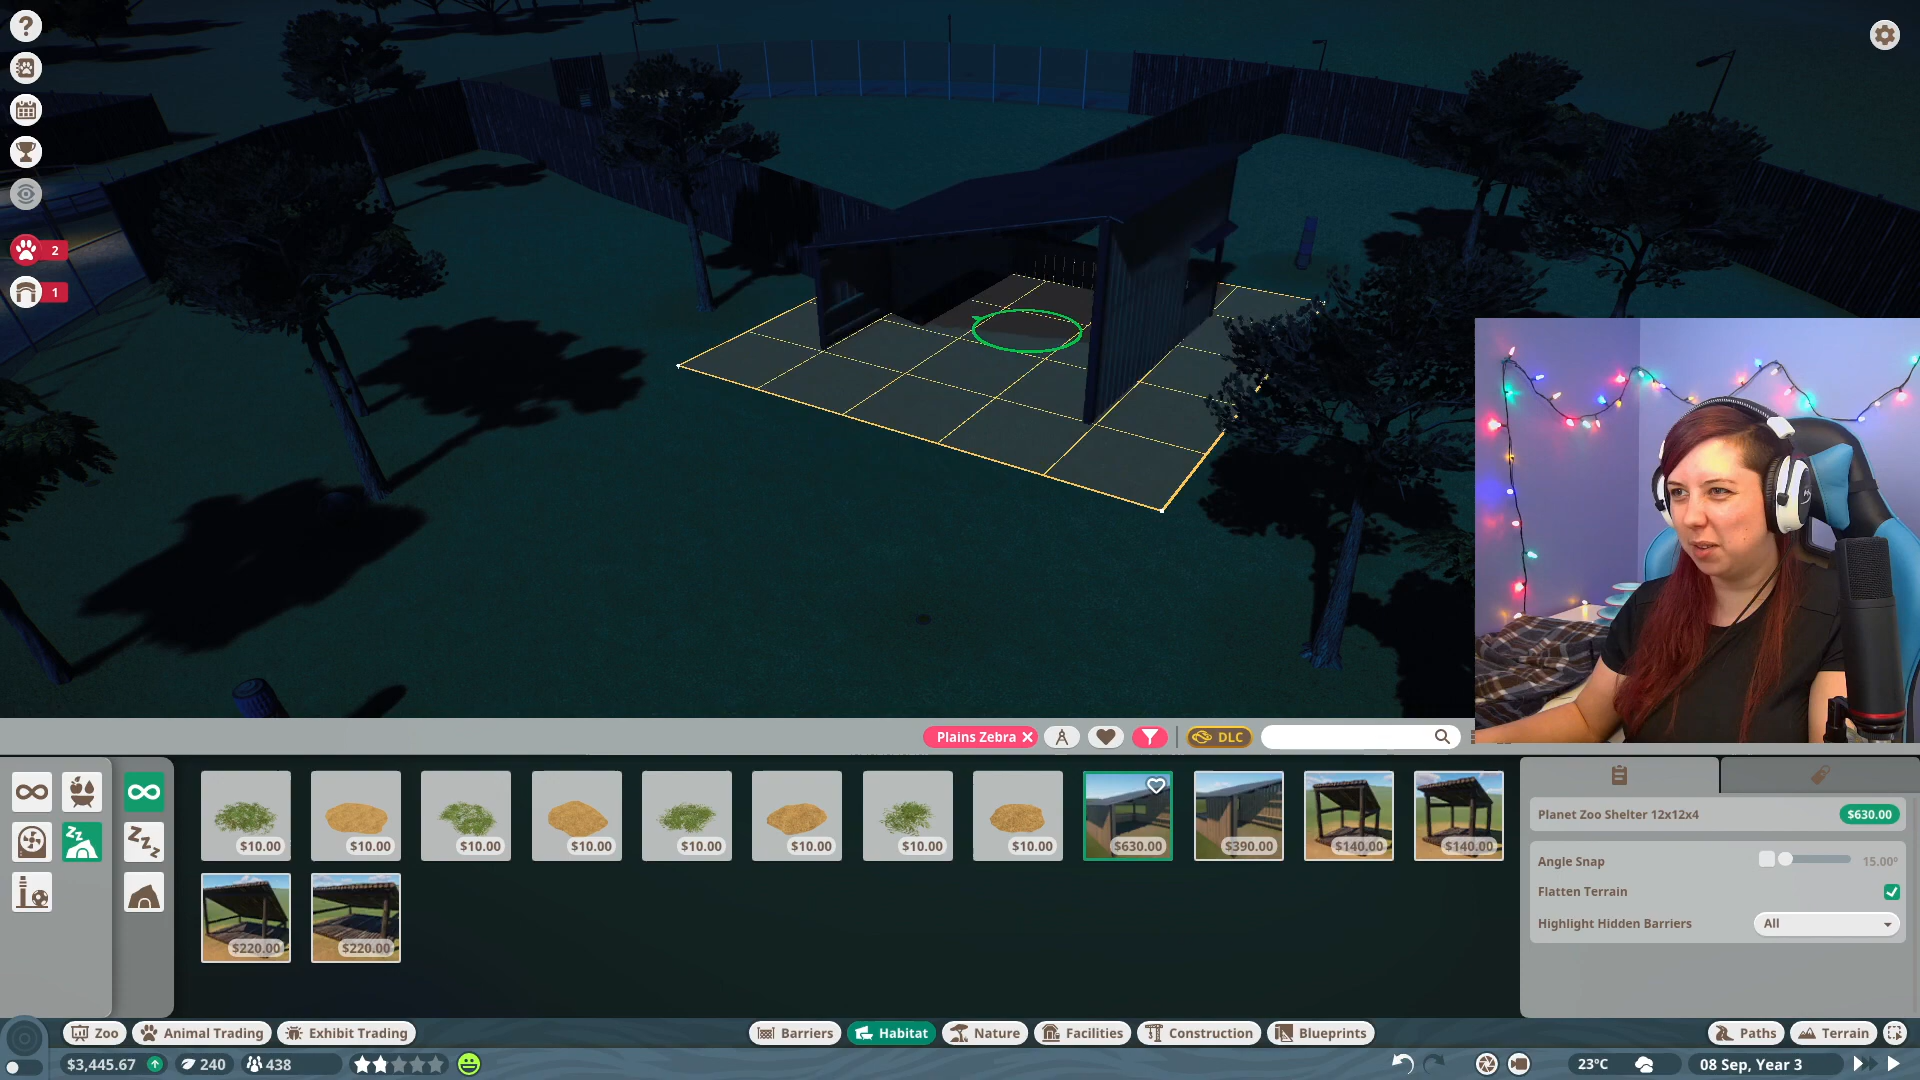 ?
2
1
Plains Zebra ×
DLC
$10.00 $10.00 $10.00 $10.00 $10.00 $10.00 $10.00 $10.00 $630.00 $390.00 $140.00 $140.00
$220.00 $220.00
zZ
ZZZ
Planet Zoo Shelter 12x12x4 $630.00
Angle Snap 15.00°
Flatten Terrain
Highlight Hidden Barriers All
Zoo Animal Trading Exhibit Trading Barriers Habitat Nature Facilities Construction Blueprints Paths Terrain
$3,445.67 240 438 23°C 08 Sep, Year 3